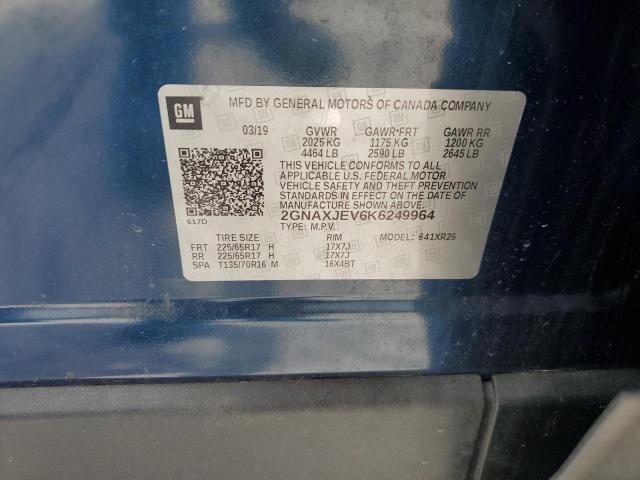 GM
MFD BY GENERAL MOTORS OF CANADA COMPANY
03/19 GVWR GAWR•FRT GAWR RR
2025 KG 1175 KG 1200 KG
4464 LB 2590 LB 2645 LB
THIS VEHICLE CONFORMS TO ALL
APPLICABLE U.S. FEDERAL MOTOR
VEHICLE SAFETY AND THEFT PREVENTION
STANDARDS IN EFFECT ON THE DATE OF
MANUFACTURE SHOWN ABOVE.
2GNAXJEV6K6249964
617D
TYPE: M.P.V. MODEL: 641XR26
TIRE SIZE RIM
FRT 225/65R17 H 17X7J
RR 225/65R17 H 17X7J
SPA T135/70R16 M 16X4BT